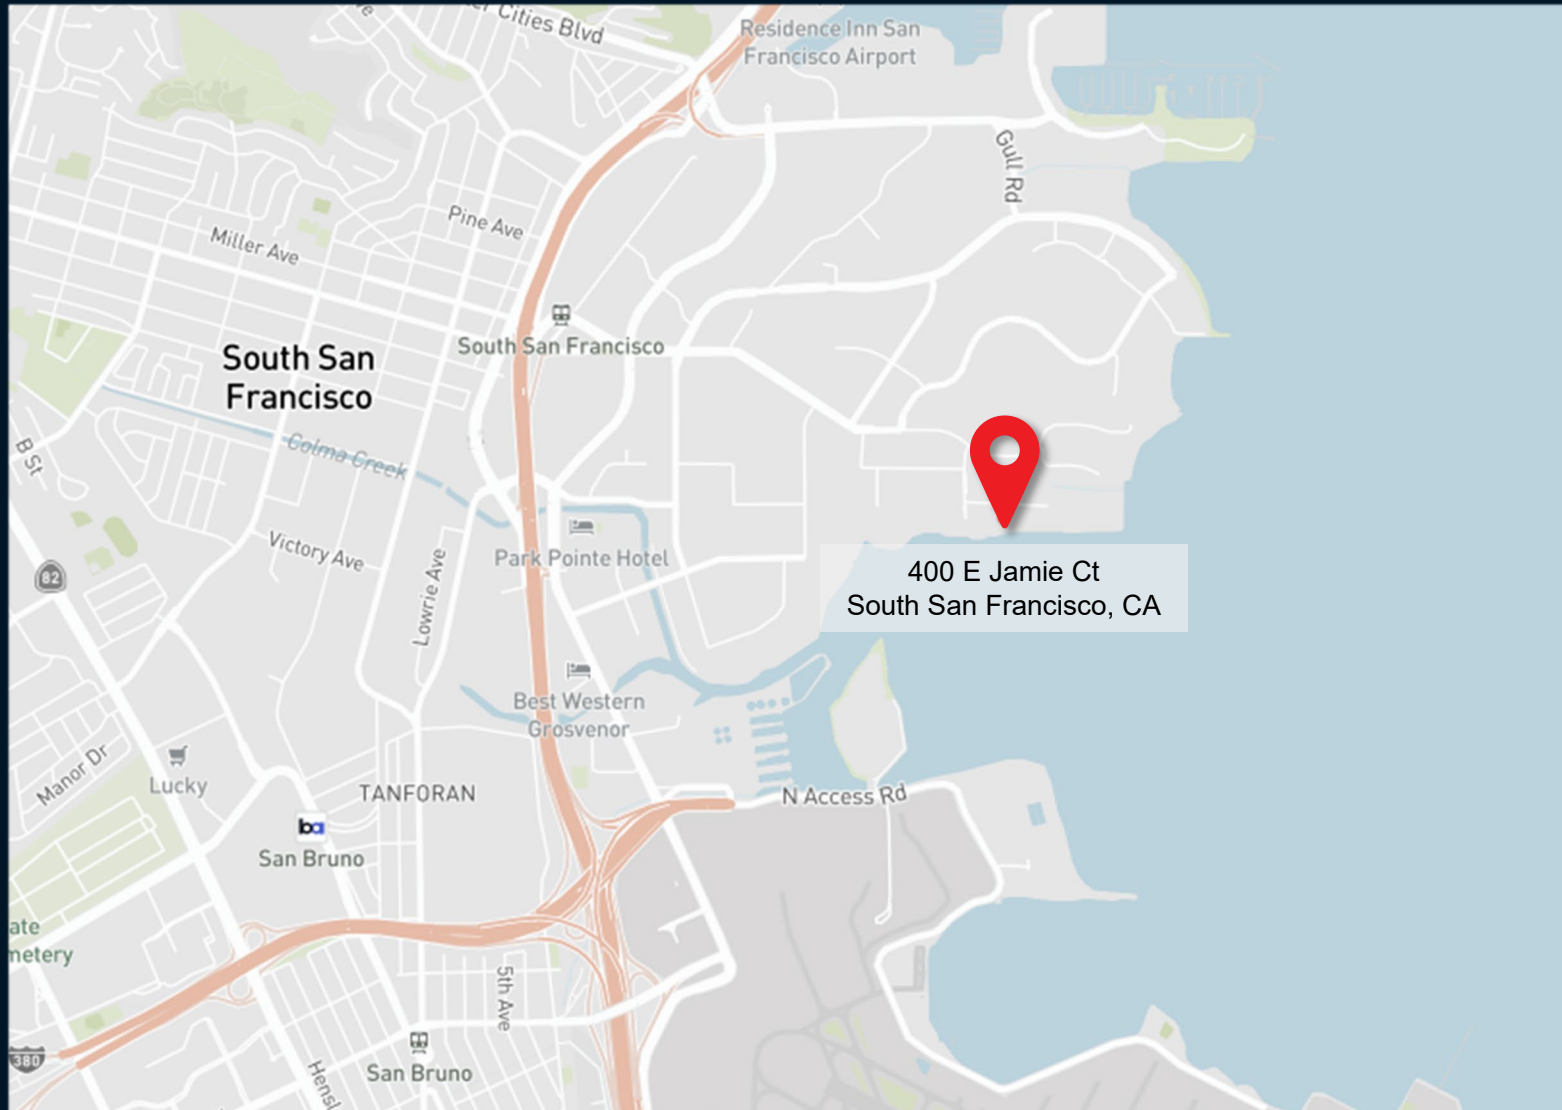 Cities Blvd
Residence Inn San
Francisco Airport
Gull Rd
Pine Ave
Miller Ave
South San Francisco
South San
Francisco
B St
Colma Creek
400 E Jamie Ct
South San Francisco, CA
Park Pointe Hotel
Victory Ave
82
Lowrie Ave
Best Western
Grosvenor
Manor Dr
Lucky
TANFORAN
N Access Rd
ba
San Bruno
ate
metery
5th Ave
380
San Bruno
Hensl